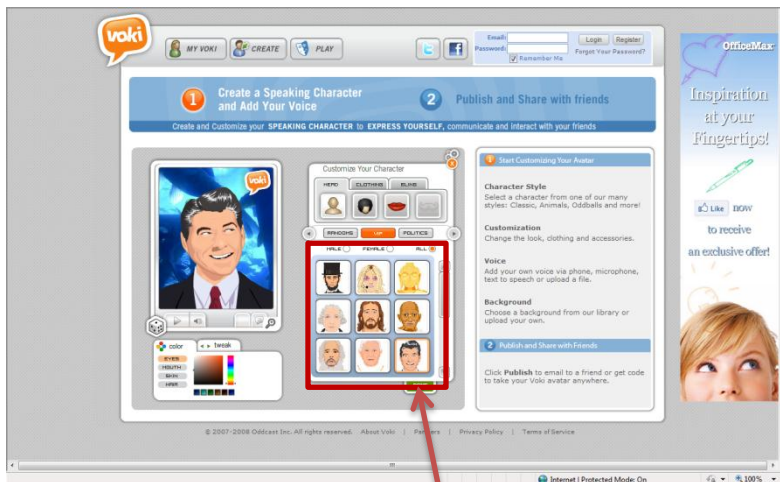 voki
MY VOKI
CREATE
PLAY
Email:
Password:
Login
Register
Forgot Your Password?
Remember Me
OfficeMax
Inspiration
at your
Fingertips!
Like now
to receive
an exclusive offer!
1 Create a Speaking Character
and Add Your Voice
2 Publish and Share with friends
Create and Customize your SPEAKING CHARACTER to EXPRESS YOURSELF, communicate and interact with your friends
voki
Customize Your Character
HEAD
CLOTHING
BLING
RANDOMS
VIP
POLITICS
MALE
FEMALE
ALL
color
tweak
EYES
MOUTH
SKIN
HAIR
1 Start Customizing Your Avatar
Character Style
Select a character from one of our many
styles: Classic, Animals, Oddballs and more!
Customization
Change the look, clothing and accessories.
Voice
Add your own voice via phone, microphone,
text to speech or upload a file.
Background
Choose a background from our library or
upload your own.
2 Publish and Share with Friends
Click Publish to email to a friend or get code
to take your Voki avatar anywhere.
© 2007-2008 Oddcast Inc. All rights reserved. About Voki | Partners | Privacy Policy | Terms of Service
Internet | Protected Mode: On
100%